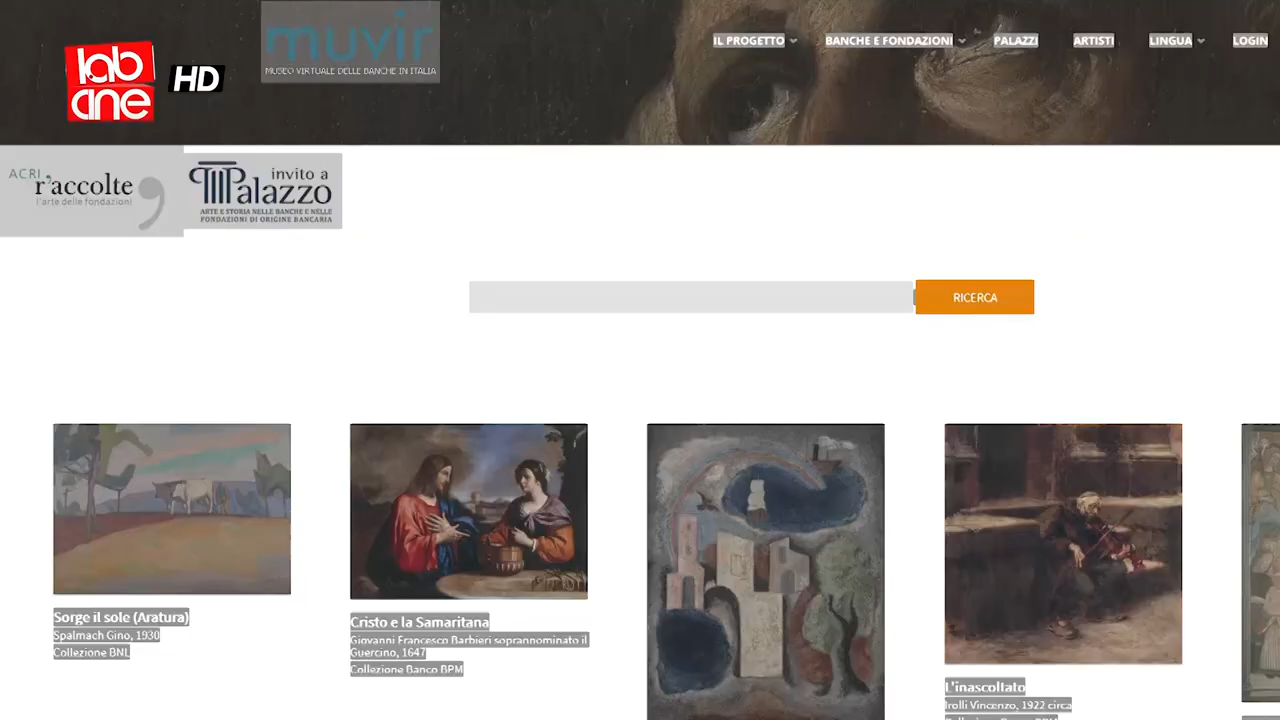 lab
cine
HD
muvir
MUSEO VIRTUALE DELLE BANCHE IN ITALIA
IL PROGETTO
BANCHE E FONDAZIONI
PALAZZI
ARTISTI
LINGUA
LOGIN
ACRI
r'accolte
l'arte delle fondazioni
invito a
Palazzo
ARTE E STORIA NELLE BANCHE E NELLE
FONDAZIONI DI ORIGINE BANCARIA
RICERCA
Sorge il sole (Aratura)
Spalmach Gino, 1930
Collezione BNL
Cristo e la Samaritana
Giovanni Francesco Barbieri soprannominato il
Guercino, 1647
Collezione Banco BPM
L'inascoltato
Irolli Vincenzo, 1922 circa